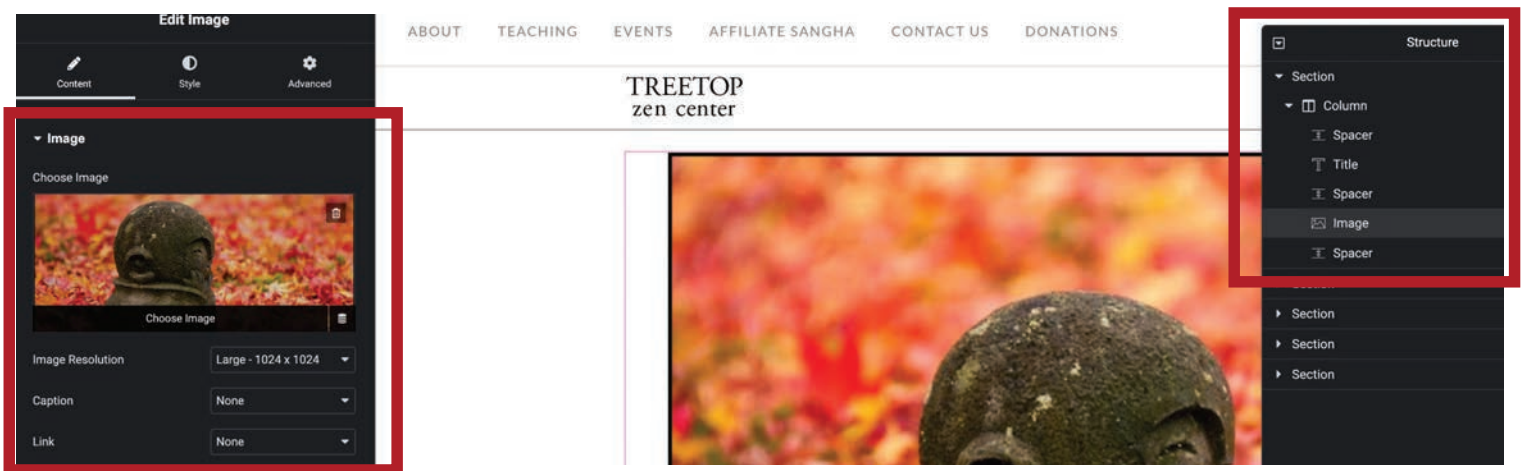 Edit Image
Content
Style
Advanced
Image
Choose Image
Choose Image
Image Resolution
Large - 1024 x 1024
Caption
None
Link
None
ABOUT
TEACHING
EVENTS
AFFILIATE SANGHA
CONTACT US
DONATIONS
TREETOP
zen center
Structure
Section
Column
Spacer
Title
Spacer
Image
Spacer
Section
Section
Section